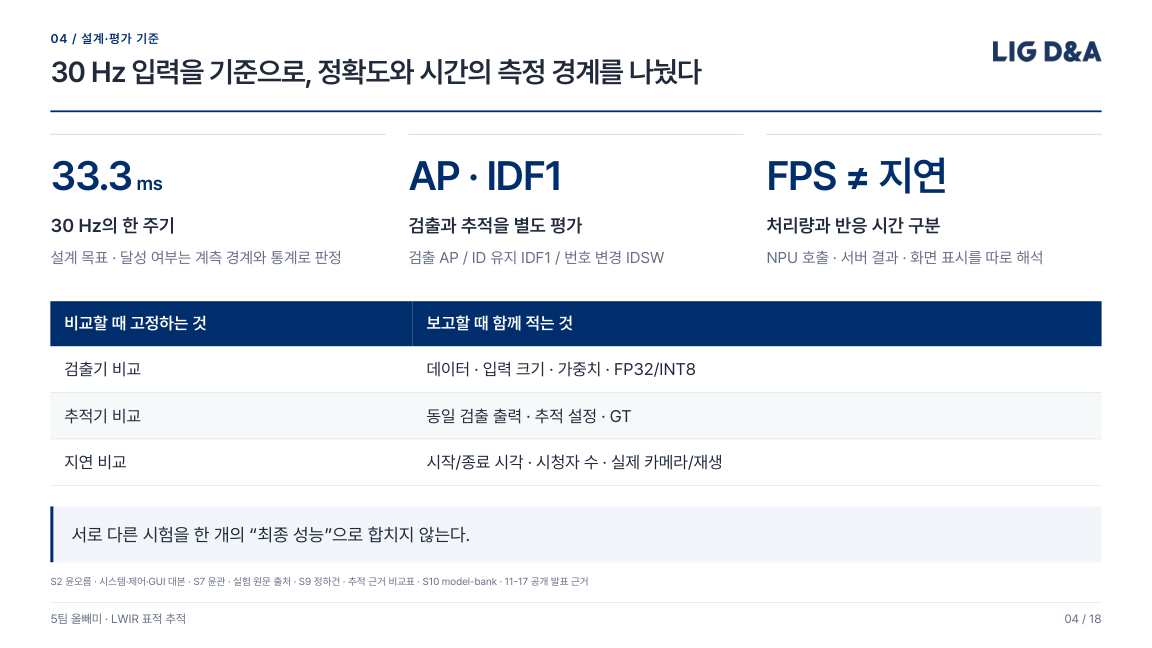 04 / 설계·평가 기준
LIG D&A
30 Hz 입력을 기준으로, 정확도와 시간의 측정 경계를 나눴다
33.3 ms
30 Hz의 한 주기
설계 목표 · 달성 여부는 계측 경계와 통계로 판정
AP · IDF1
검출과 추적을 별도 평가
검출 AP / ID 유지 IDF1 / 번호 변경 IDSW
FPS ≠ 지연
처리량과 반응 시간 구분
NPU 호출 · 서버 결과 · 화면 표시를 따로 해석
비교할 때 고정하는 것 보고할 때 함께 적는 것
검출기 비교 데이터 · 입력 크기 · 가중치 · FP32/INT8
추적기 비교 동일 검출 출력 · 추적 설정 · GT
지연 비교 시작/종료 시각 · 시청자 수 · 실제 카메라/재생
서로 다른 시험을 한 개의 “최종 성능”으로 합치지 않는다.
S2 윤오름 · 시스템·제어·GUI 대본 · S7 윤관 · 실험 원문 출처 · S9 정하건 · 추적 근거 비교표 · S10 model-bank · 11-17 공개 발표 근거
5팀 올빼미 · LWIR 표적 추적
04 / 18